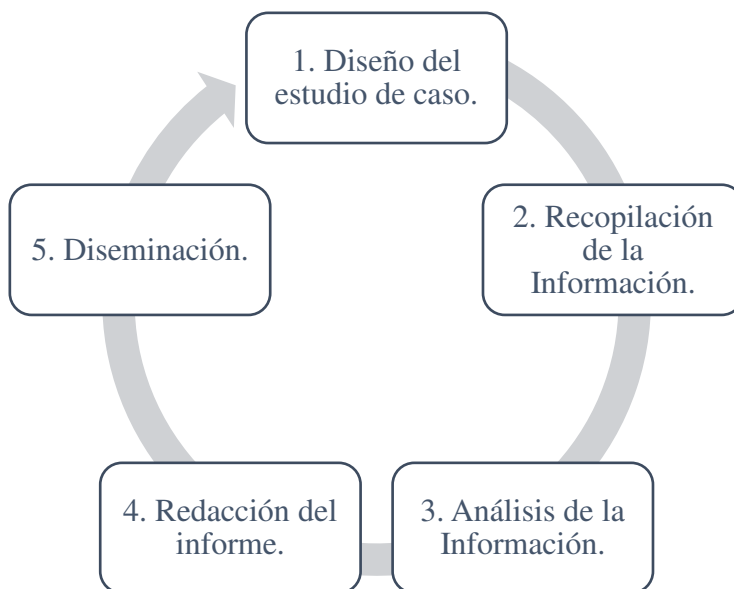 1. Diseño del
estudio de caso.
2. Recopilación
de la
Información.
3. Análisis de la
Información.
4. Redacción del
informe.
5. Diseminación.